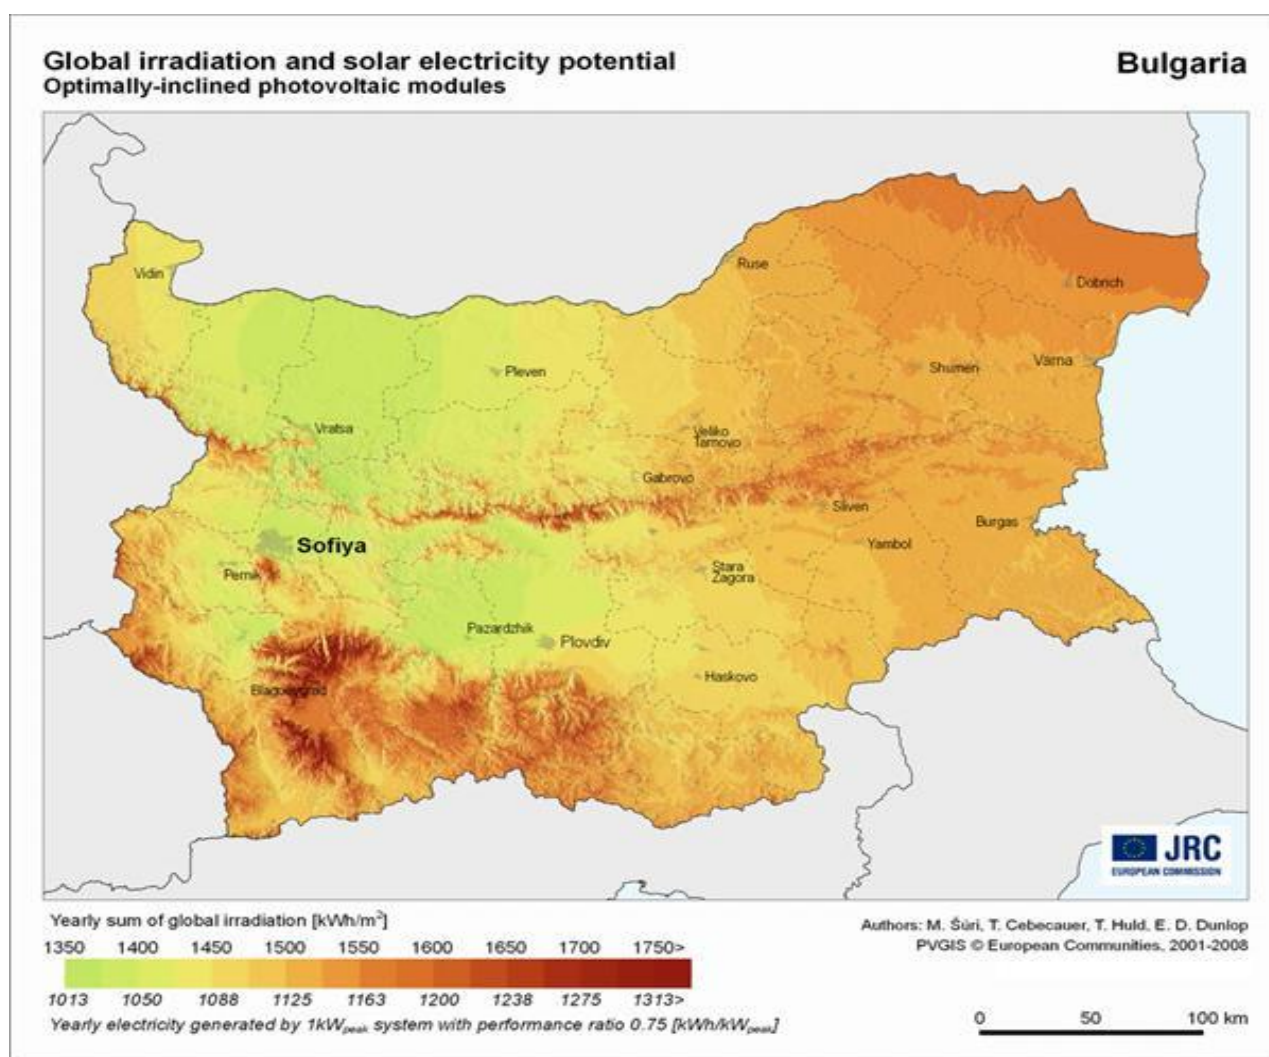 Global irradiation and solar electricity potential
Optimally-inclined photovoltaic modules
Bulgaria
Vidin
Ruse
Dobrich
Pleven
Shumen
Varna
Vratsa
Veliko
Tarnovo
Gabrovo
Sliven
Burgas
Sofiya
Yambol
Pernik
Stara
Zagora
Pazardzhik
Plovdiv
Haskovo
Blagoevgrad
JRC
EUROPEAN COMMISSION
Yearly sum of global irradiation [kWh/m²]
1350 1400 1450 1500 1550 1600 1650 1700 1750>
1013 1050 1088 1125 1163 1200 1238 1275 1313>
Yearly electricity generated by 1kWpeak system with performance ratio 0.75 [kWh/kWpeak]
Authors: M. Šúri, T. Cebecauer, T. Huld, E. D. Dunlop
PVGIS © European Communities, 2001-2008
0 50 100 km